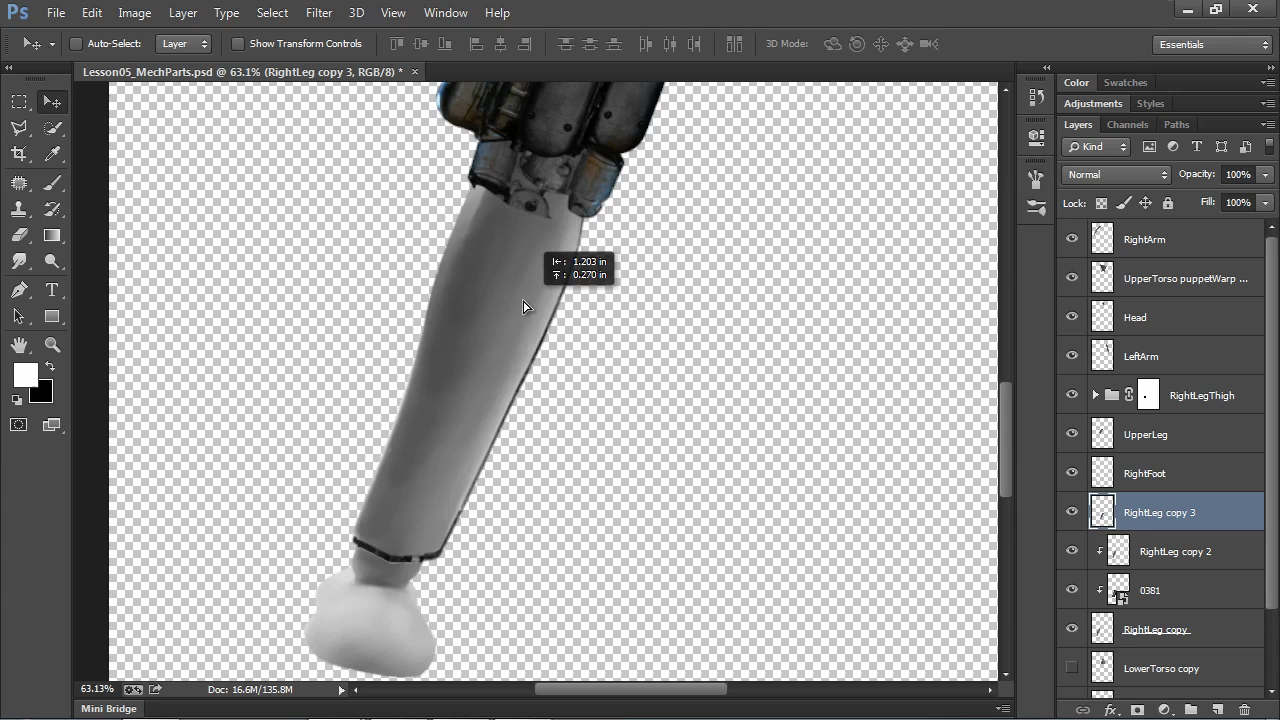 Ps File Edit Image Layer Type Select Filter 3D View Window Help
Auto-Select: Layer Show Transform Controls 3D Mode: Essentials
Lesson05_MechParts.psd @ 63.1% (RightLeg copy 3, RGB/8) * ×
Color Swatches
Adjustments Styles
Layers Channels Paths
Kind
Normal Opacity: 100%
Lock: Fill: 100%
RightArm
UpperTorso puppetWarp ...
Head
LeftArm
RightLegThigh
UpperLeg
RightFoot
RightLeg copy 3
RightLeg copy 2
0381
RightLeg copy
LowerTorso copy
: 1.203 in
: 0.270 in
63.13% Doc: 16.6M/135.8M
Mini Bridge
fx